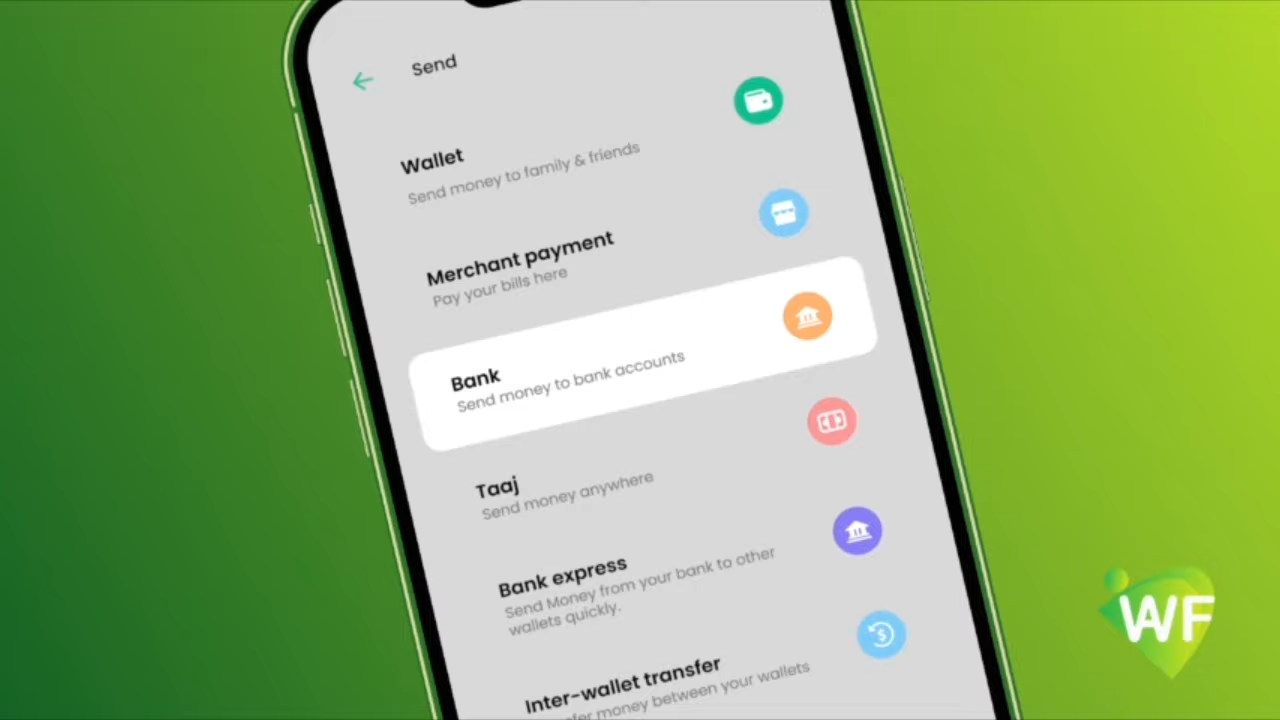 Send
Wallet
Send money to family & friends
Merchant payment
Pay your bills here
Bank
Send money to bank accounts
Taaj
Send money anywhere
Bank express
Send Money from your bank to other
wallets quickly.
Inter-wallet transfer
money between your wallets
WF